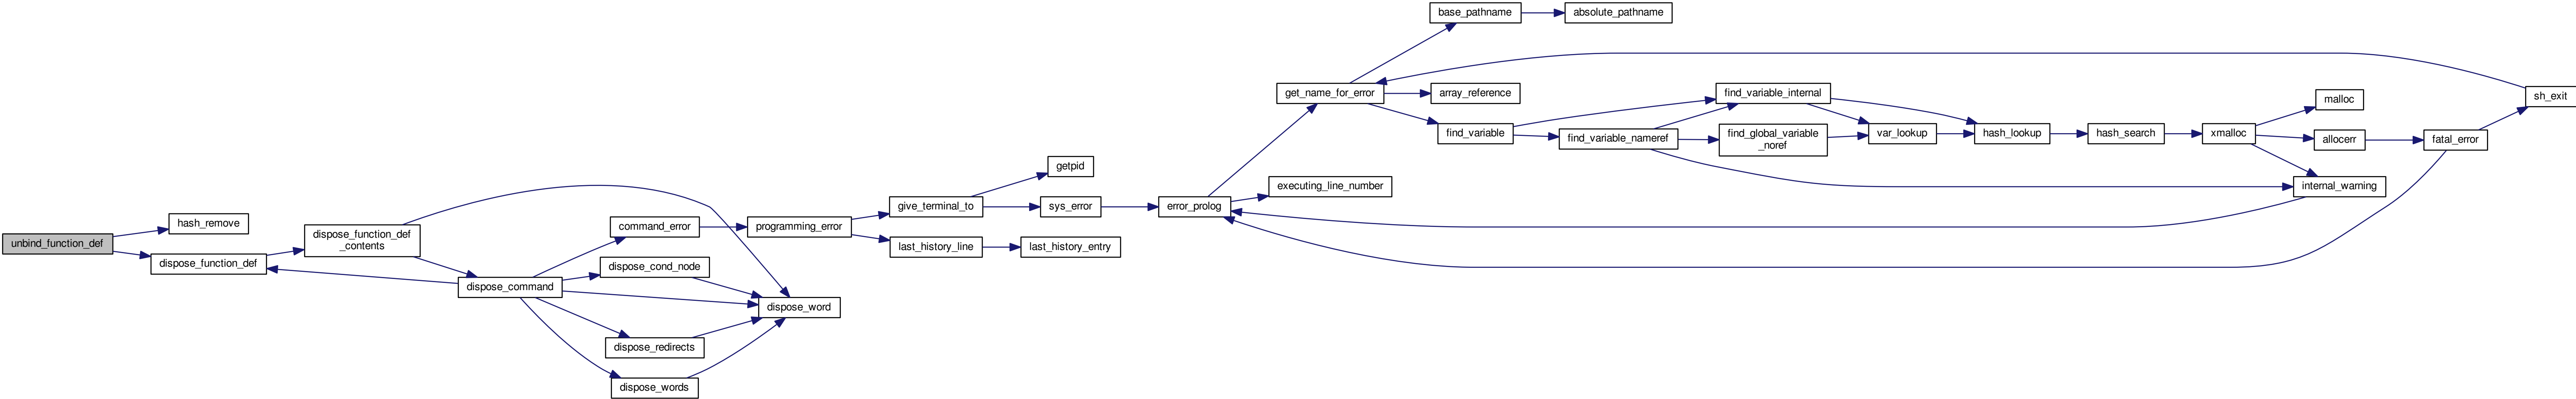 base_pathname
absolute_pathname
get_name_for_error
array_reference
find_variable_internal
sh_exit
malloc
find_variable
find_variable_nameref
find_global_variable
_noref
var_lookup
hash_lookup
hash_search
xmalloc
allocerr
fatal_error
getpid
executing_line_number
internal_warning
give_terminal_to
sys_error
error_prolog
hash_remove
dispose_function_def
_contents
command_error
programming_error
unbind_function_def
last_history_line
last_history_entry
dispose_function_def
dispose_cond_node
dispose_command
dispose_word
dispose_redirects
dispose_words